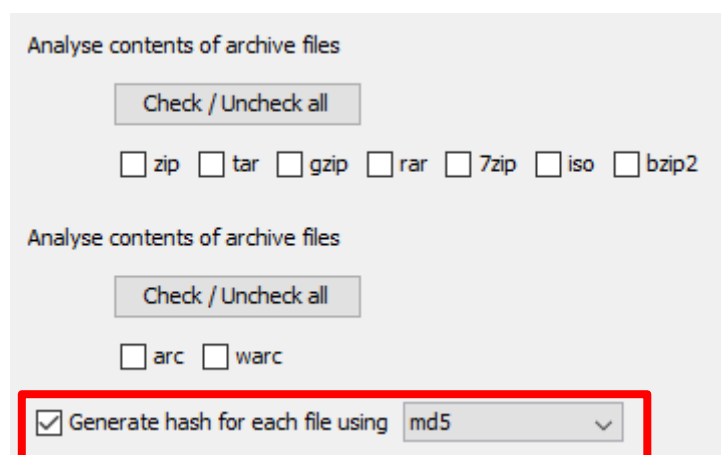 Analyse contents of archive files
Check / Uncheck all
zip tar gzip rar 7zip iso bzip2
Analyse contents of archive files
Check / Uncheck all
arc warc
Generate hash for each file using md5